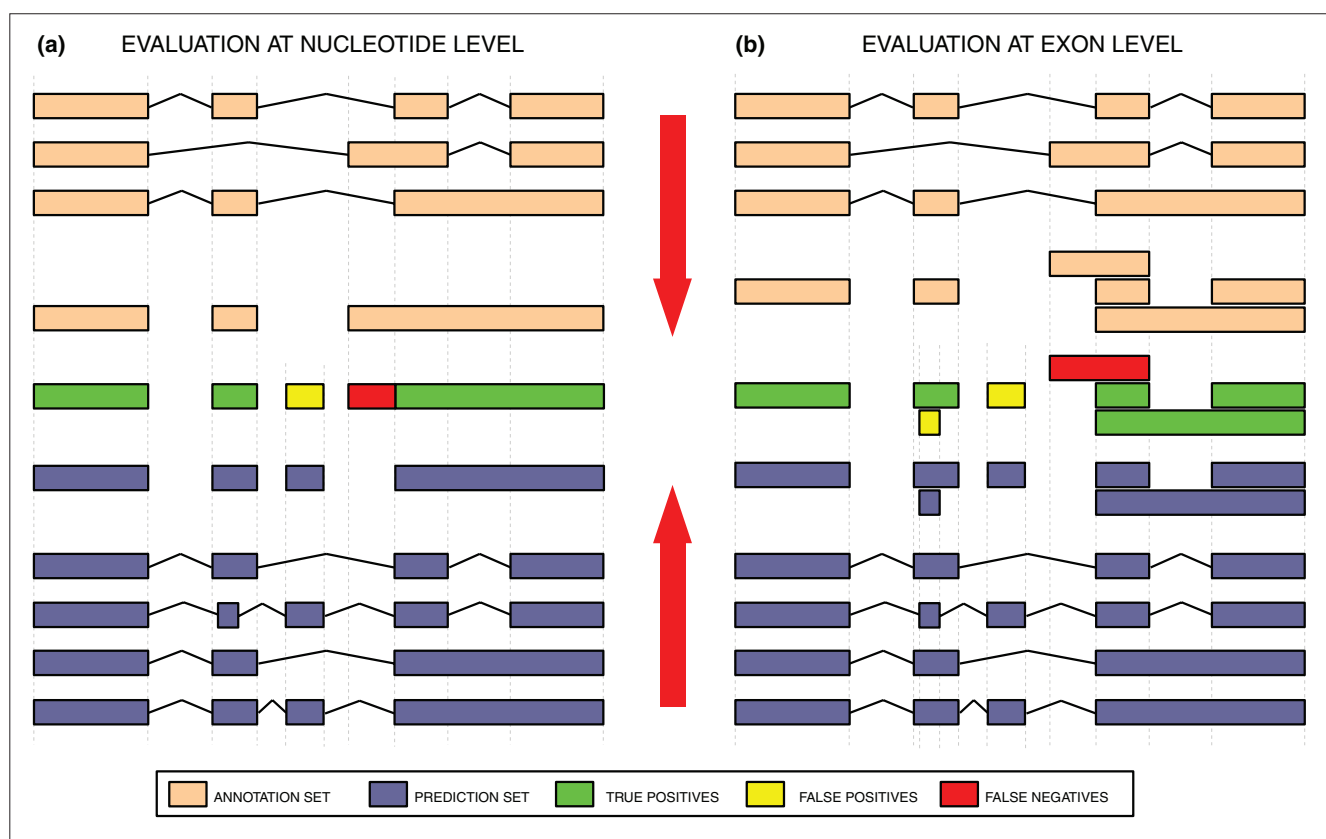 (a) EVALUATION AT NUCLEOTIDE LEVEL
(b) EVALUATION AT EXON LEVEL
ANNOTATION SET
PREDICTION SET
TRUE POSITIVES
FALSE POSITIVES
FALSE NEGATIVES